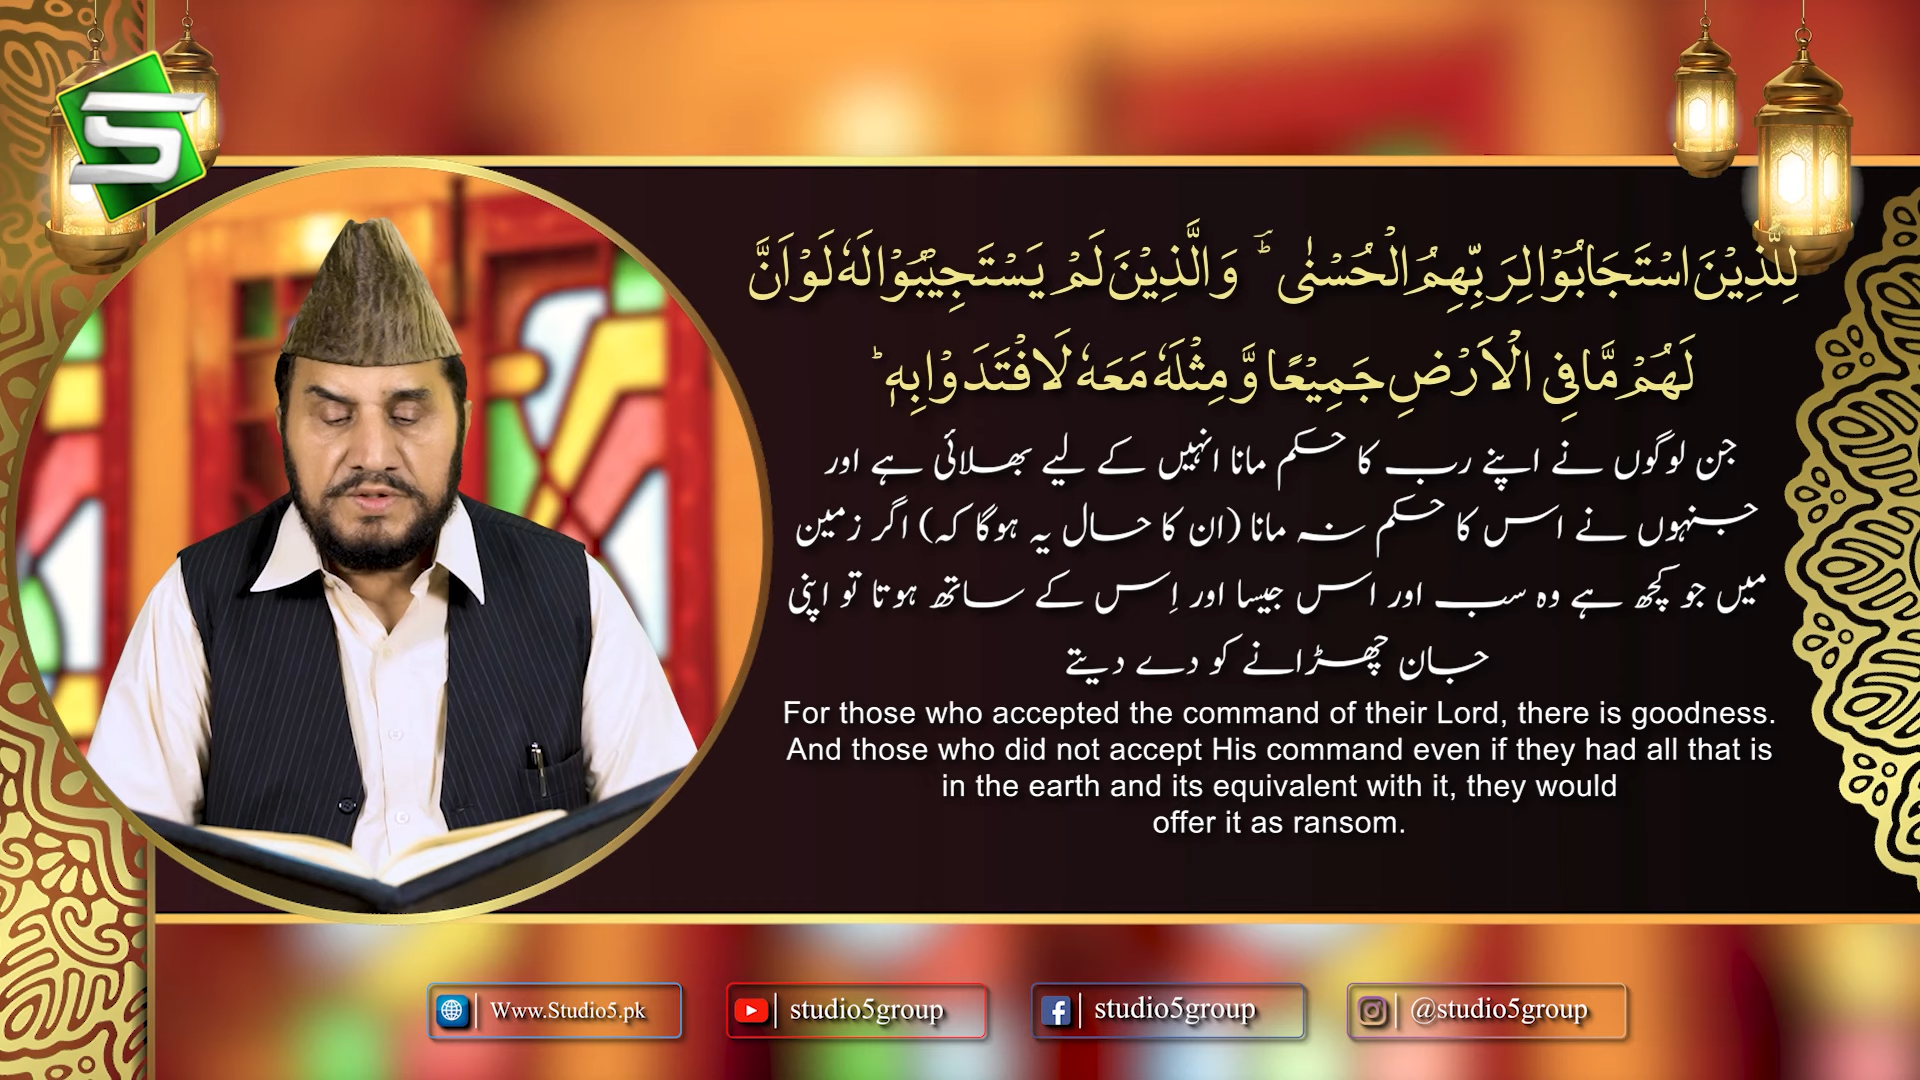 لِلَّذِیْنَ اسْتَجَابُوْا لِرَبِّهِمُ الْحُسْنٰی ؕؔ وَ الَّذِیْنَ لَمْ یَسْتَجِیْبُوْا لَهٗ لَوْ اَنَّ
لَهُمْ مَّا فِی الْاَرْضِ جَمِیْعًا وَّ مِثْلَهٗ مَعَهٗ لَافْتَدَوْا بِهٖ ؕ
جن لوگوں نے اپنے رب کا حکم مانا انہیں کے لیے بھلائی ہے اور
جنہوں نے اس کا حکم نہ مانا (ان کا حال یہ ہوگا کہ) اگر زمین
میں جو کچھ ہے وہ سب اور اس جیسا اور اِس کے ساتھ ہوتا تو اپنی
جان چھڑانے کو دے دیتے
For those who accepted the command of their Lord, there is goodness.
And those who did not accept His command even if they had all that is
in the earth and its equivalent with it, they would
offer it as ransom.
Www.Studio5.pk
studio5group
studio5group
@studio5group